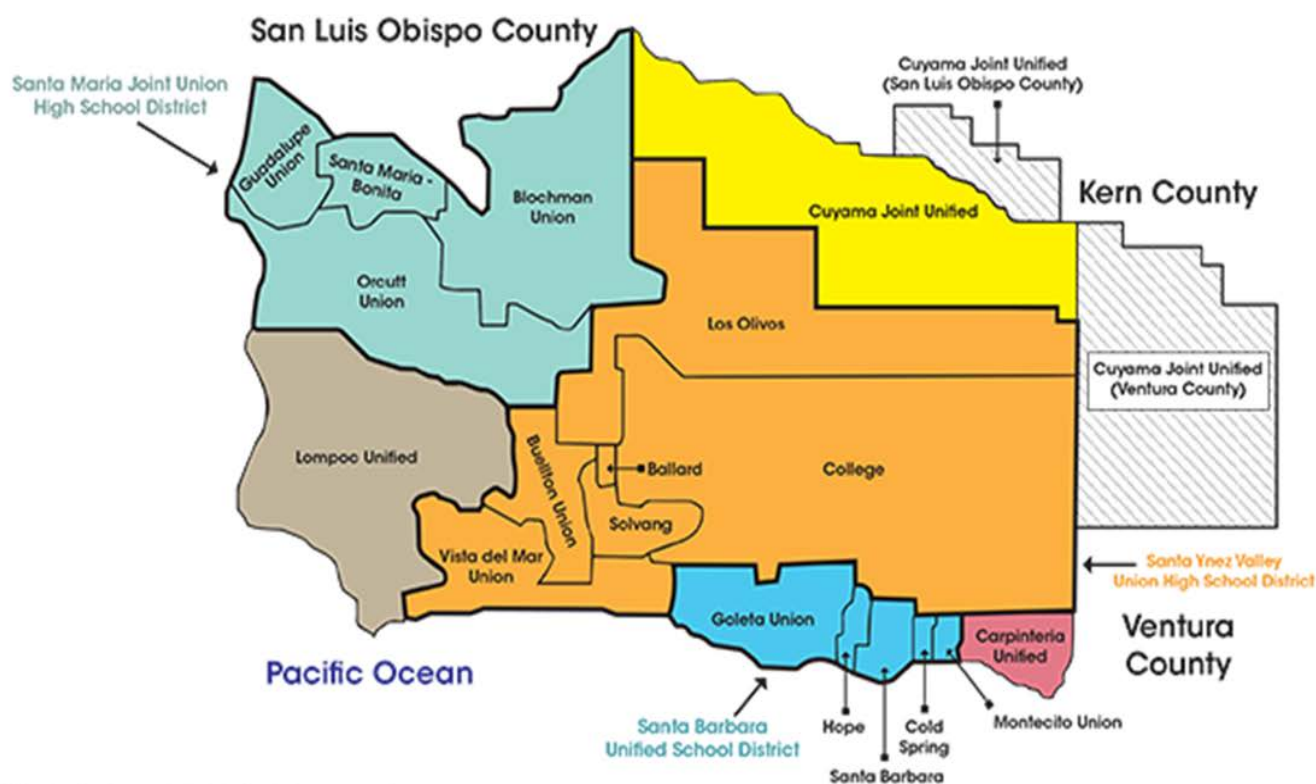 San Luis Obispo County
Cuyama Joint Unified
(San Luis Obispo County)
Santa Maria Joint Union
High School District
Guadalupe
Union
Santa Maria -
Bonita
Blochman
Union
Kern County
Cuyama Joint Unified
Orcutt
Union
Los Olivos
Cuyama Joint Unified
(Ventura County)
Lompoc Unified
Buellton Union
Ballard
College
Solvang
Vista del Mar
Union
Santa Ynez Valley
Union High School District
Goleta Union
Carpinteria
Unified
Ventura
County
Pacific Ocean
Santa Barbara
Unified School District
Hope
Cold
Spring
Montecito Union
Santa Barbara